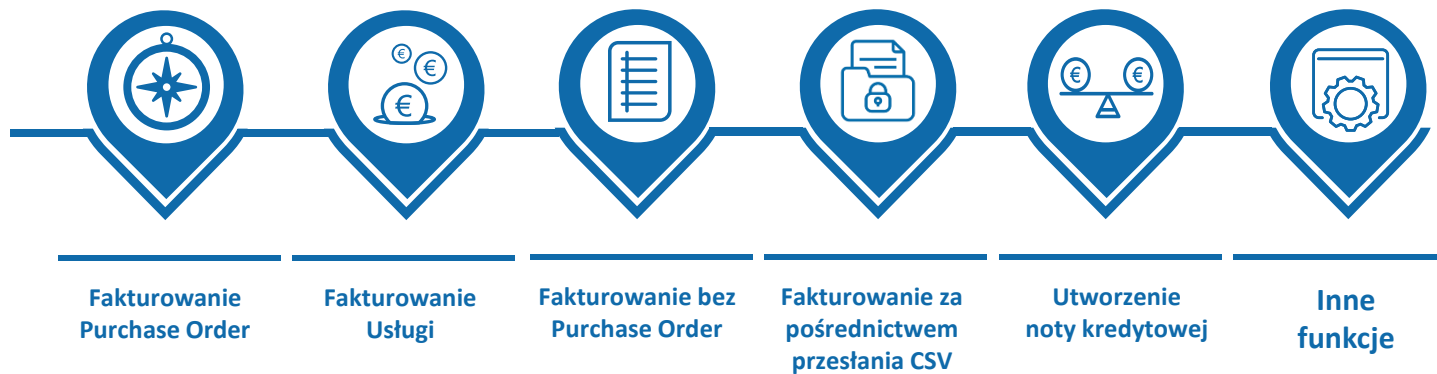 Fakturowanie
Purchase Order
Fakturowanie
Usługi
Fakturowanie bez
Purchase Order
Fakturowanie za
pośrednictwem
przesłania CSV
Utworzenie
noty kredytowej
Inne
funkcje